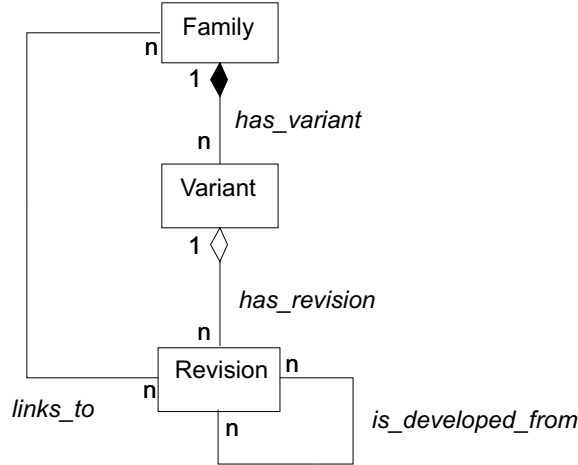 Family
n
1
has_variant
n
Variant
1
has_revision
n
Revision
n
n
links_to
n
is_developed_from